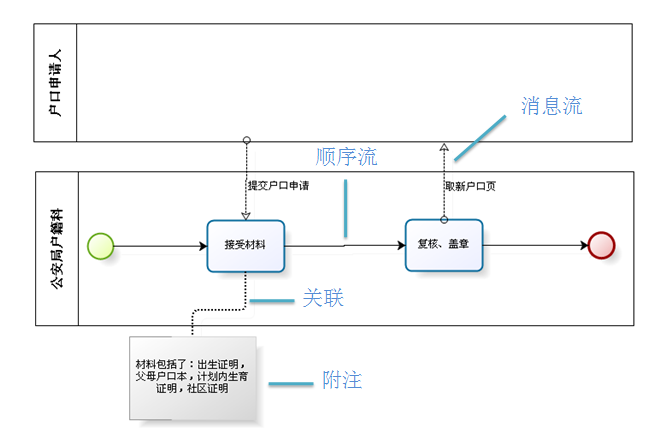 户口申请人
消息流
顺序流
提交户口申请
取新户口页
公安局户籍科
接受材料
复核、盖章
关联
材料包括了：出生证明，
父母户口本，计划内生育
证明，社区证明
附注